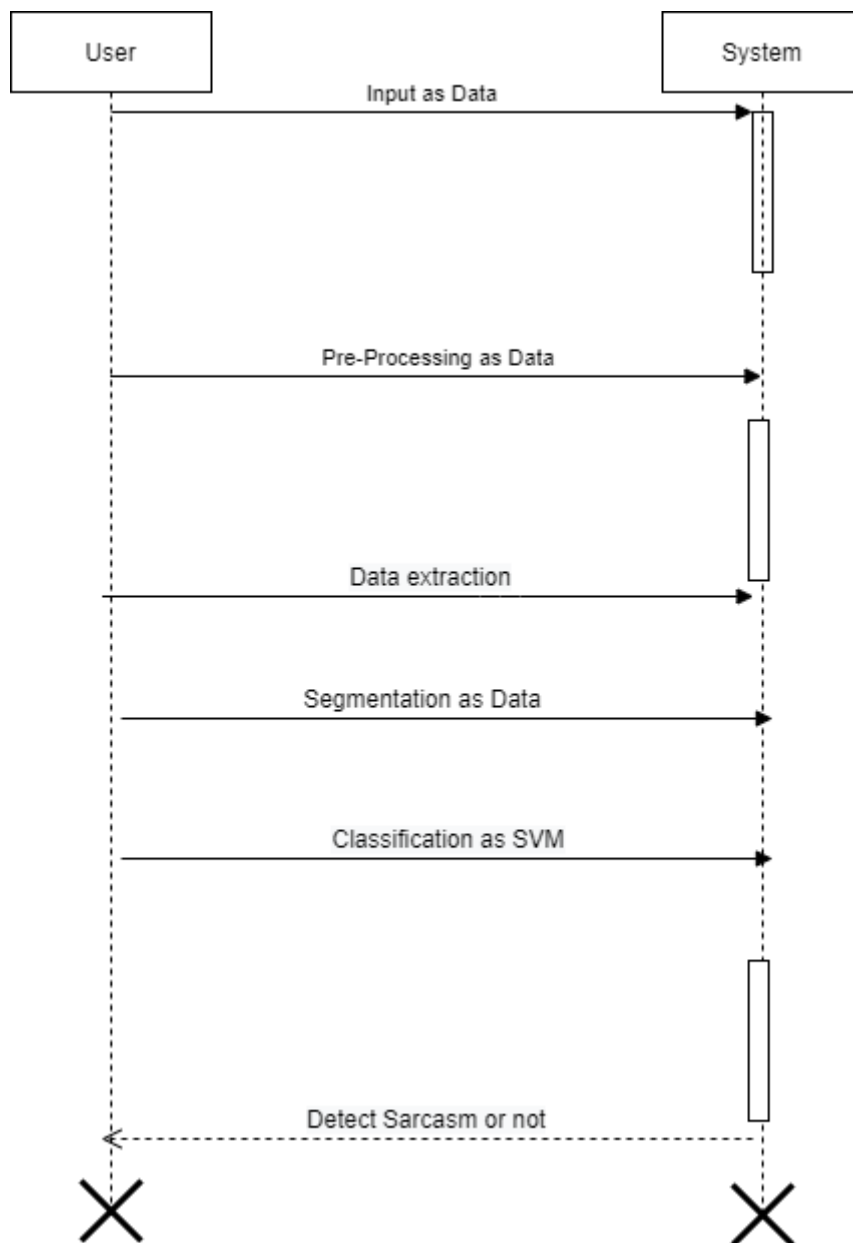 User
System
Input as Data
Pre-Processing as Data
Data extraction
Segmentation as Data
Classification as SVM
Detect Sarcasm or not